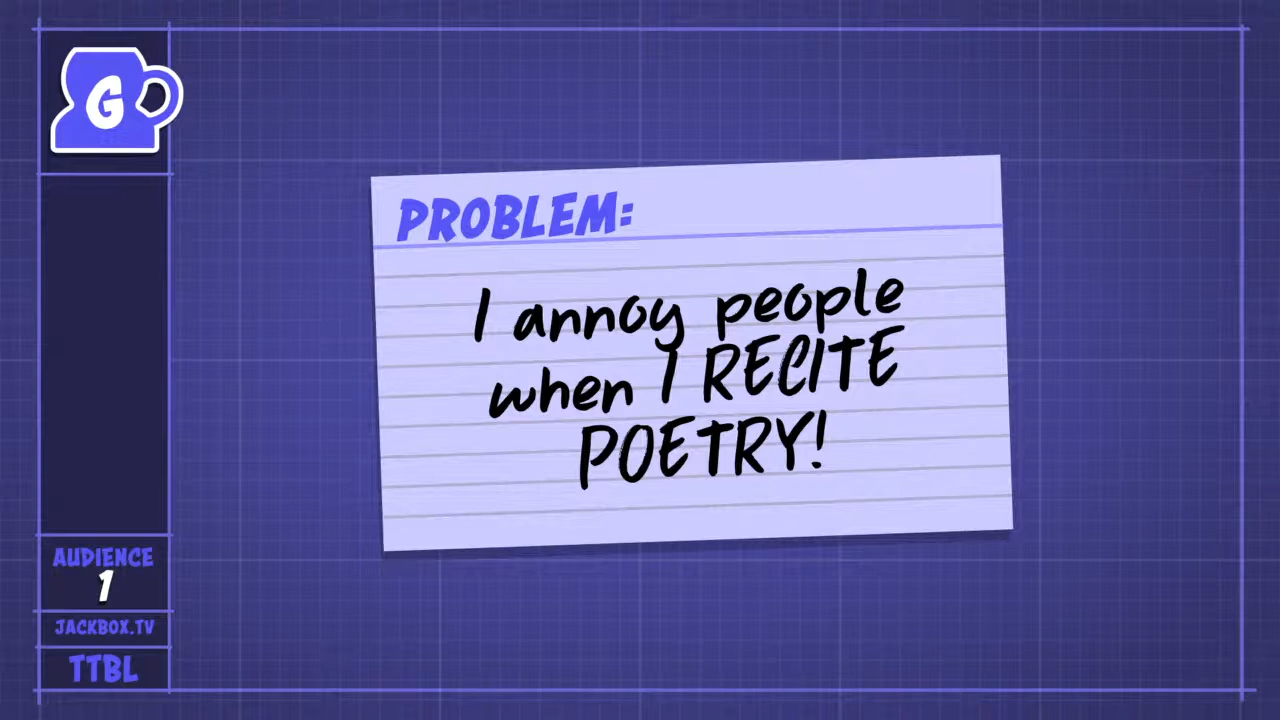 G
PROBLEM:
I annoy people
when I RECITE
POETRY!
AUDIENCE
1
JACKBOX.TV
TTBL